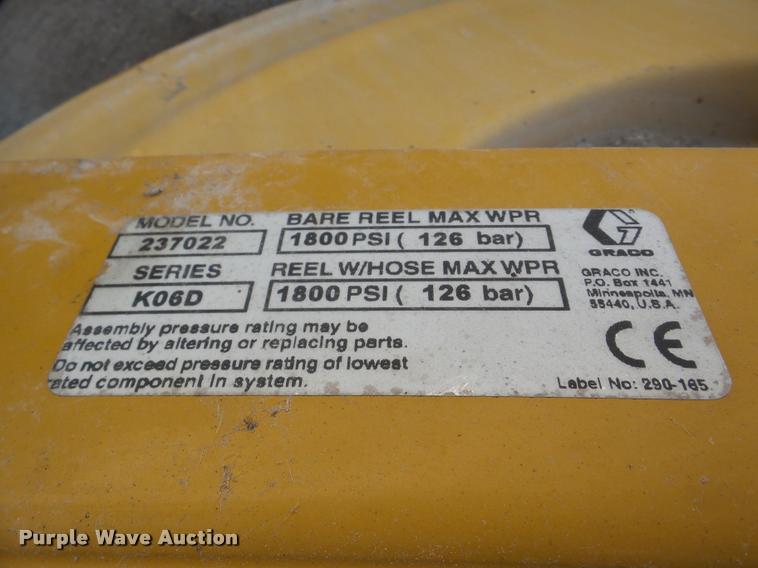 MODEL NO. BARE REEL MAX WPR
237022 1800 PSI ( 126 bar)
SERIES REEL W/HOSE MAX WPR
K06D 1800 PSI ( 126 bar)
Assembly pressure rating may be
affected by altering or replacing parts.
Do not exceed pressure rating of lowest
rated component in system.
G
GRACO
GRACO INC.
P.O. Box 1441
Minneapolis, MN
55440, U.S.A.
CE
Label No: 290-165
Purple Wave Auction